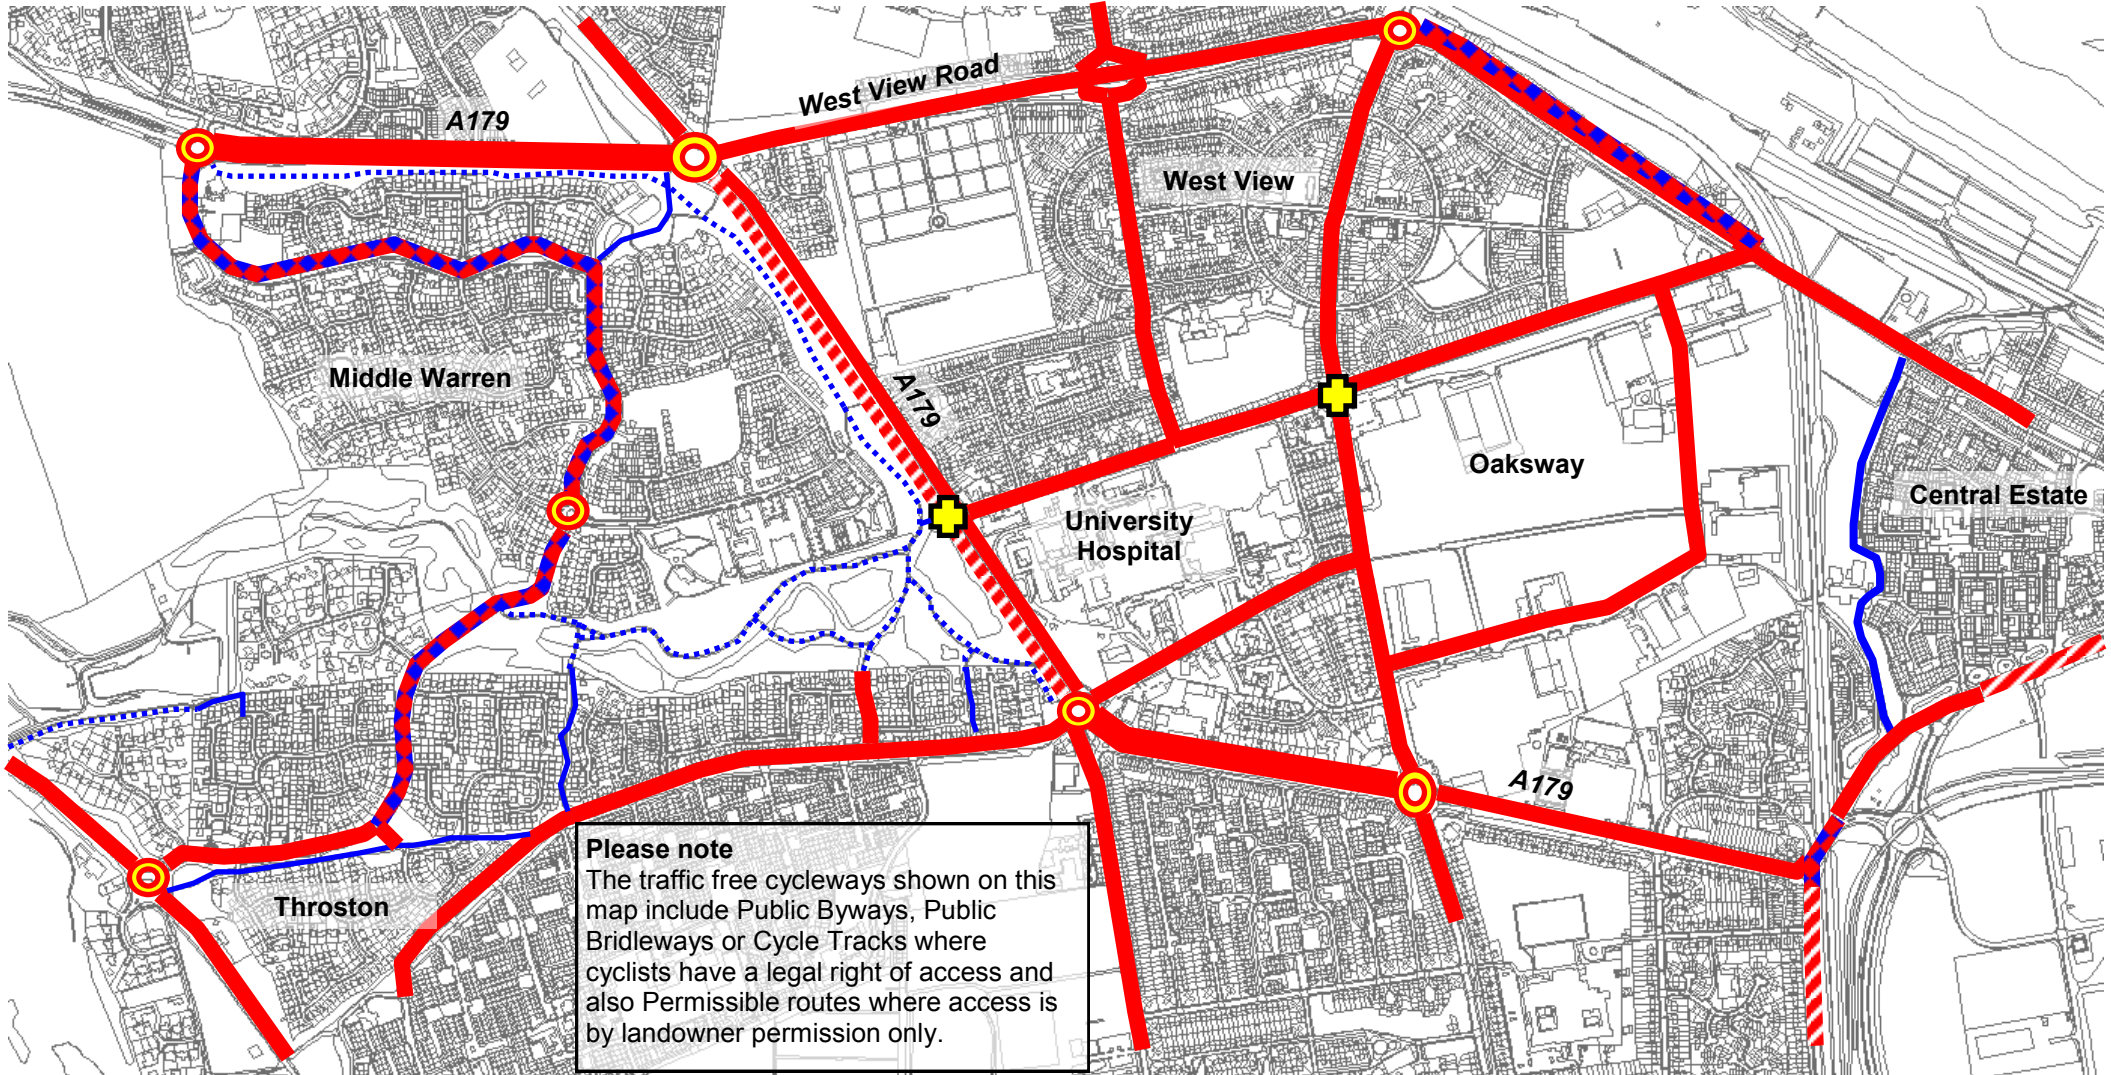 West View Road
A179
West View
Middle Warren
A179
Oaksway
Central Estate
University
Hospital
A179
Throston
Please note
The traffic free cycleways shown on this
map include Public Byways, Public
Bridleways or Cycle Tracks where
cyclists have a legal right of access and
also Permissible routes where access is
by landowner permission only.